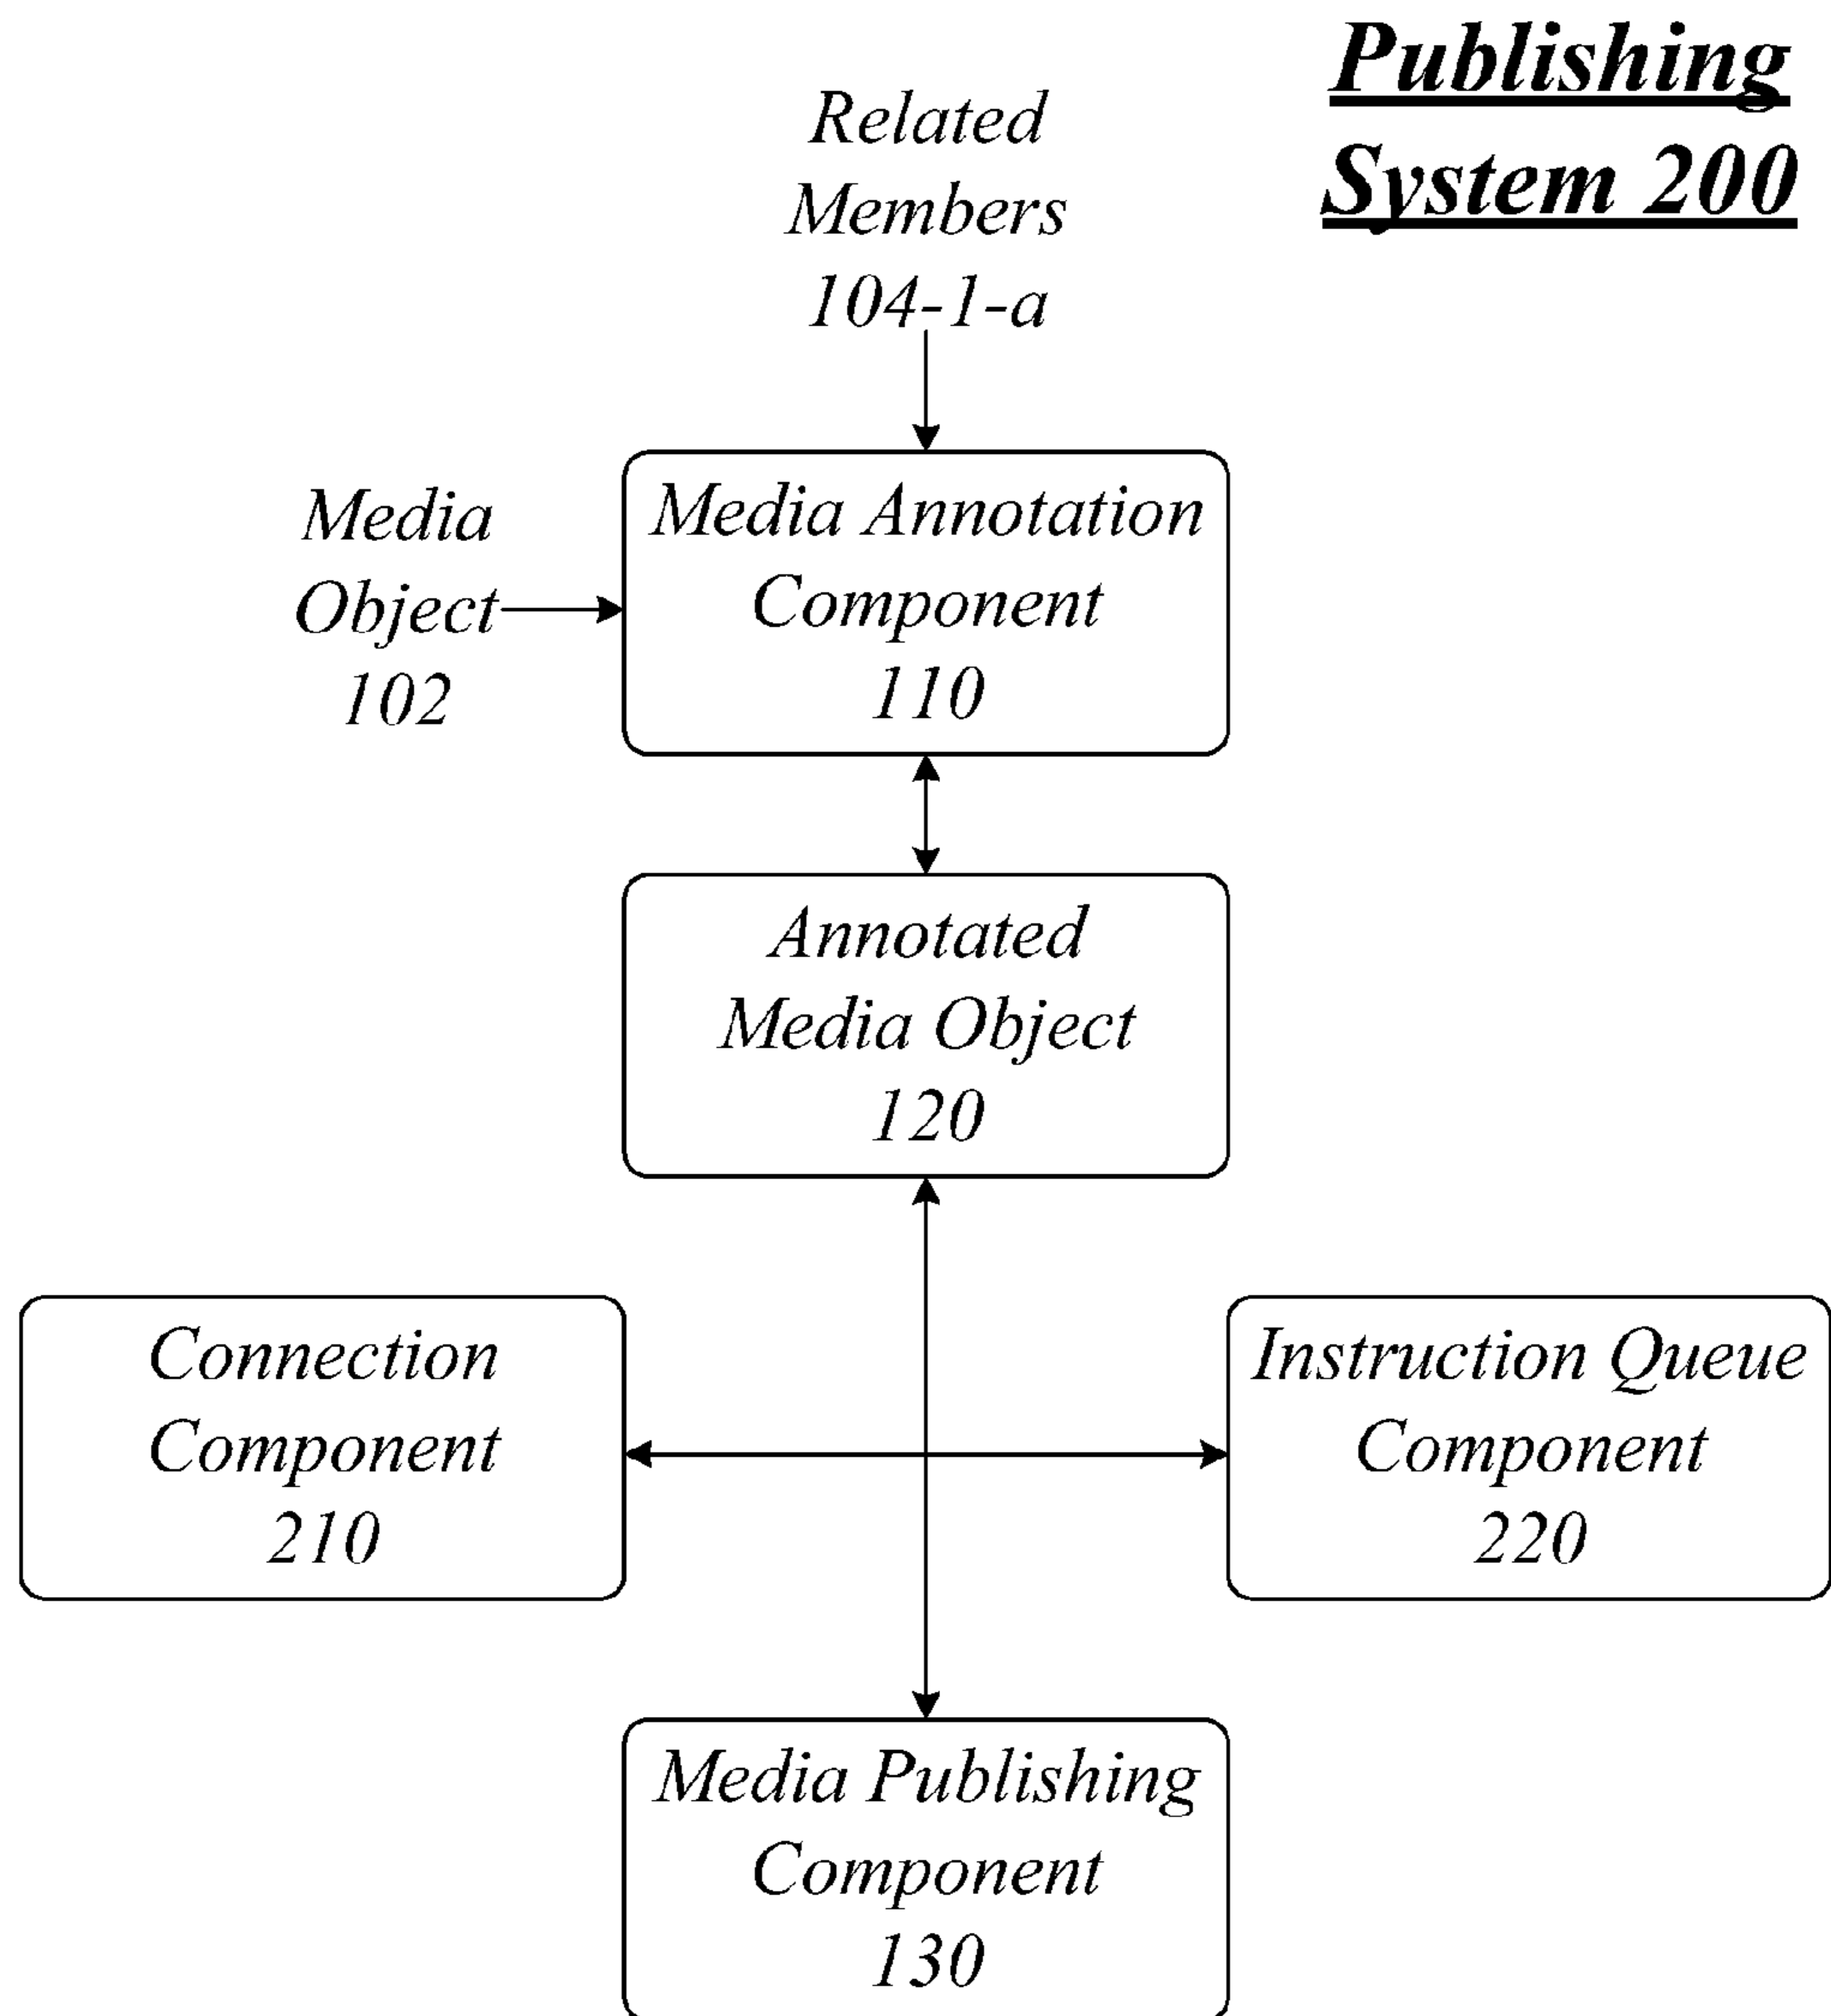 Publishing
System 200
Related
Members
104-1-a
Media
Object
102
Media Annotation
Component
110
Annotated
Media Object
120
Connection
Component
210
Instruction Queue
Component
220
Media Publishing
Component
130